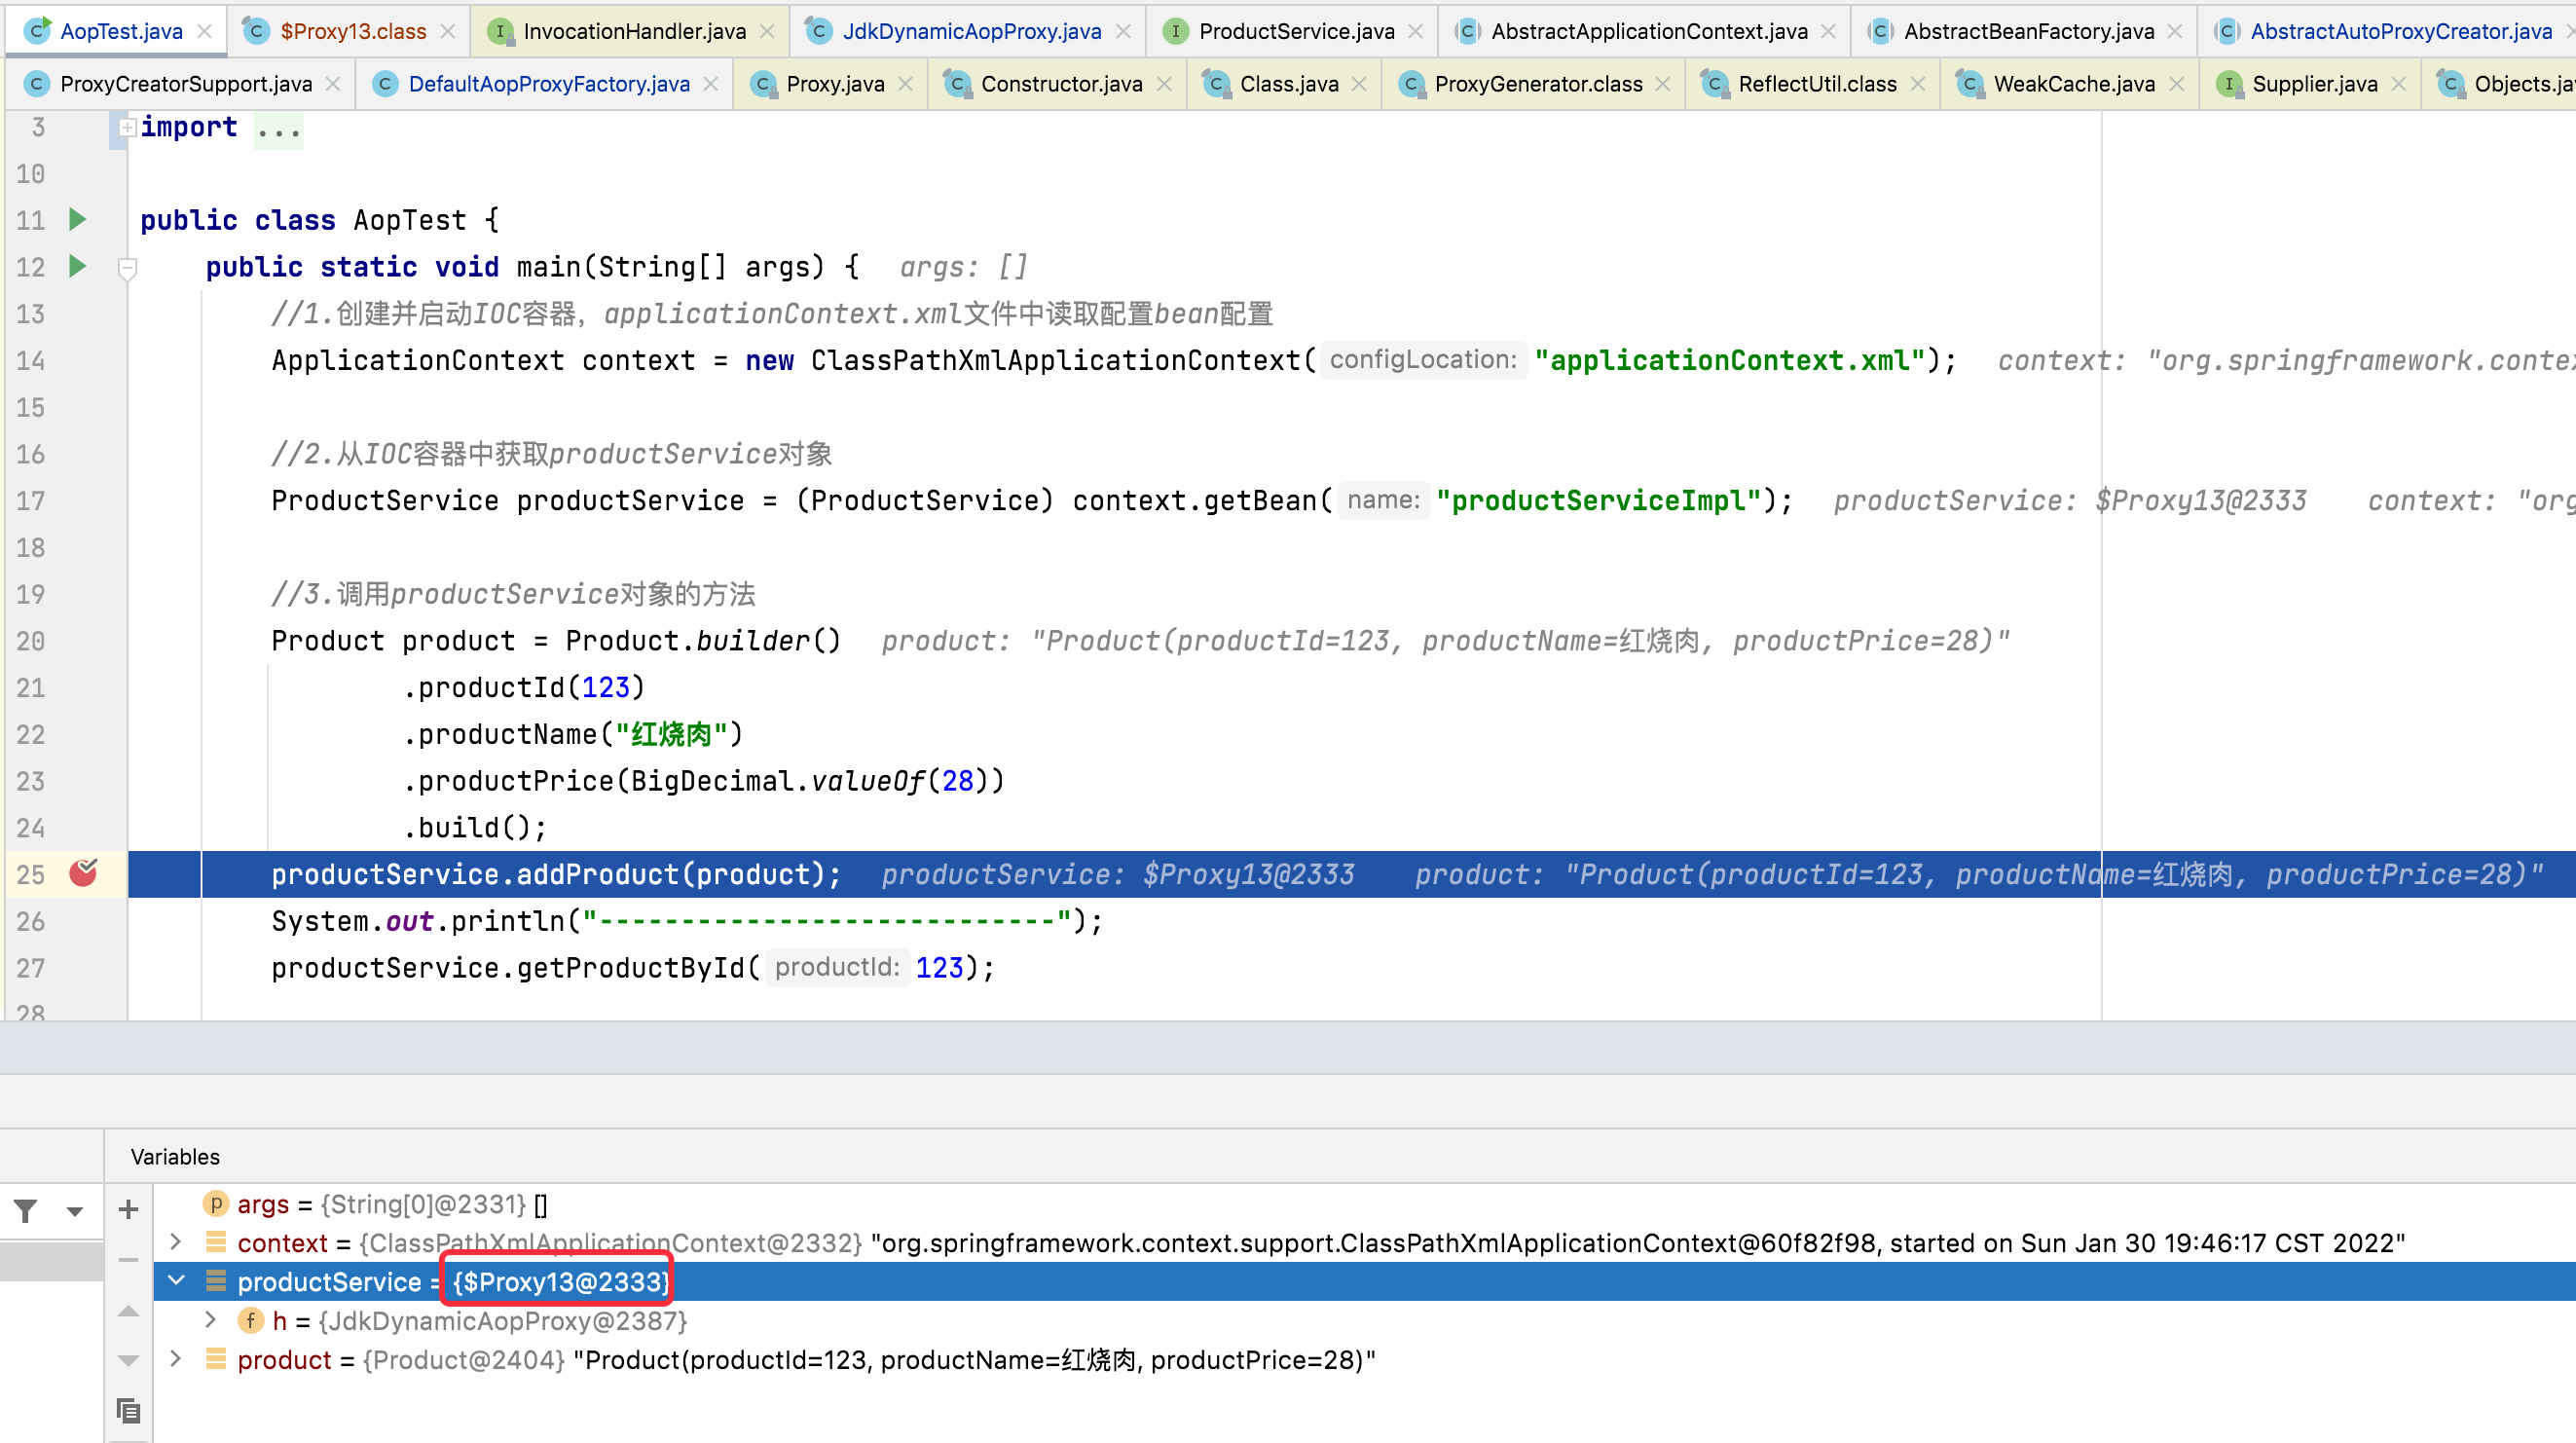 AopTest.java $Proxy13.class InvocationHandler.java JdkDynamicAopProxy.java ProductService.java AbstractApplicationContext.java AbstractBeanFactory.java AbstractAutoProxyCreator.java
ProxyCreatorSupport.java DefaultAopProxyFactory.java Proxy.java Constructor.java Class.java ProxyGenerator.class ReflectUtil.class WeakCache.java Supplier.java Objects.ja
3 import ...
10
11 public class AopTest {
12 public static void main(String[] args) { args: []
13 //1.创建并启动IOC容器，applicationContext.xml文件中读取配置bean配置
14 ApplicationContext context = new ClassPathXmlApplicationContext( configLocation: "applicationContext.xml"); context: "org.springframework.contex
15
16 //2.从IOC容器中获取productService对象
17 ProductService productService = (ProductService) context.getBean( name: "productServiceImpl"); productService: $Proxy13@2333 context: "org
18
19 //3.调用productService对象的方法
20 Product product = Product.builder() product: "Product(productId=123, productName=红烧肉, productPrice=28)"
21 .productId(123)
22 .productName("红烧肉")
23 .productPrice(BigDecimal.valueOf(28))
24 .build();
25 productService.addProduct(product); productService: $Proxy13@2333 product: "Product(productId=123, productName=红烧肉, productPrice=28)"
26 System.out.println("----------------------------");
27 productService.getProductById( productId: 123);
28
Variables
args = {String[0]@2331} []
context = {ClassPathXmlApplicationContext@2332} "org.springframework.context.support.ClassPathXmlApplicationContext@60f82f98, started on Sun Jan 30 19:46:17 CST 2022"
productService = {$Proxy13@2333}
h = {JdkDynamicAopProxy@2387}
product = {Product@2404} "Product(productId=123, productName=红烧肉, productPrice=28)"